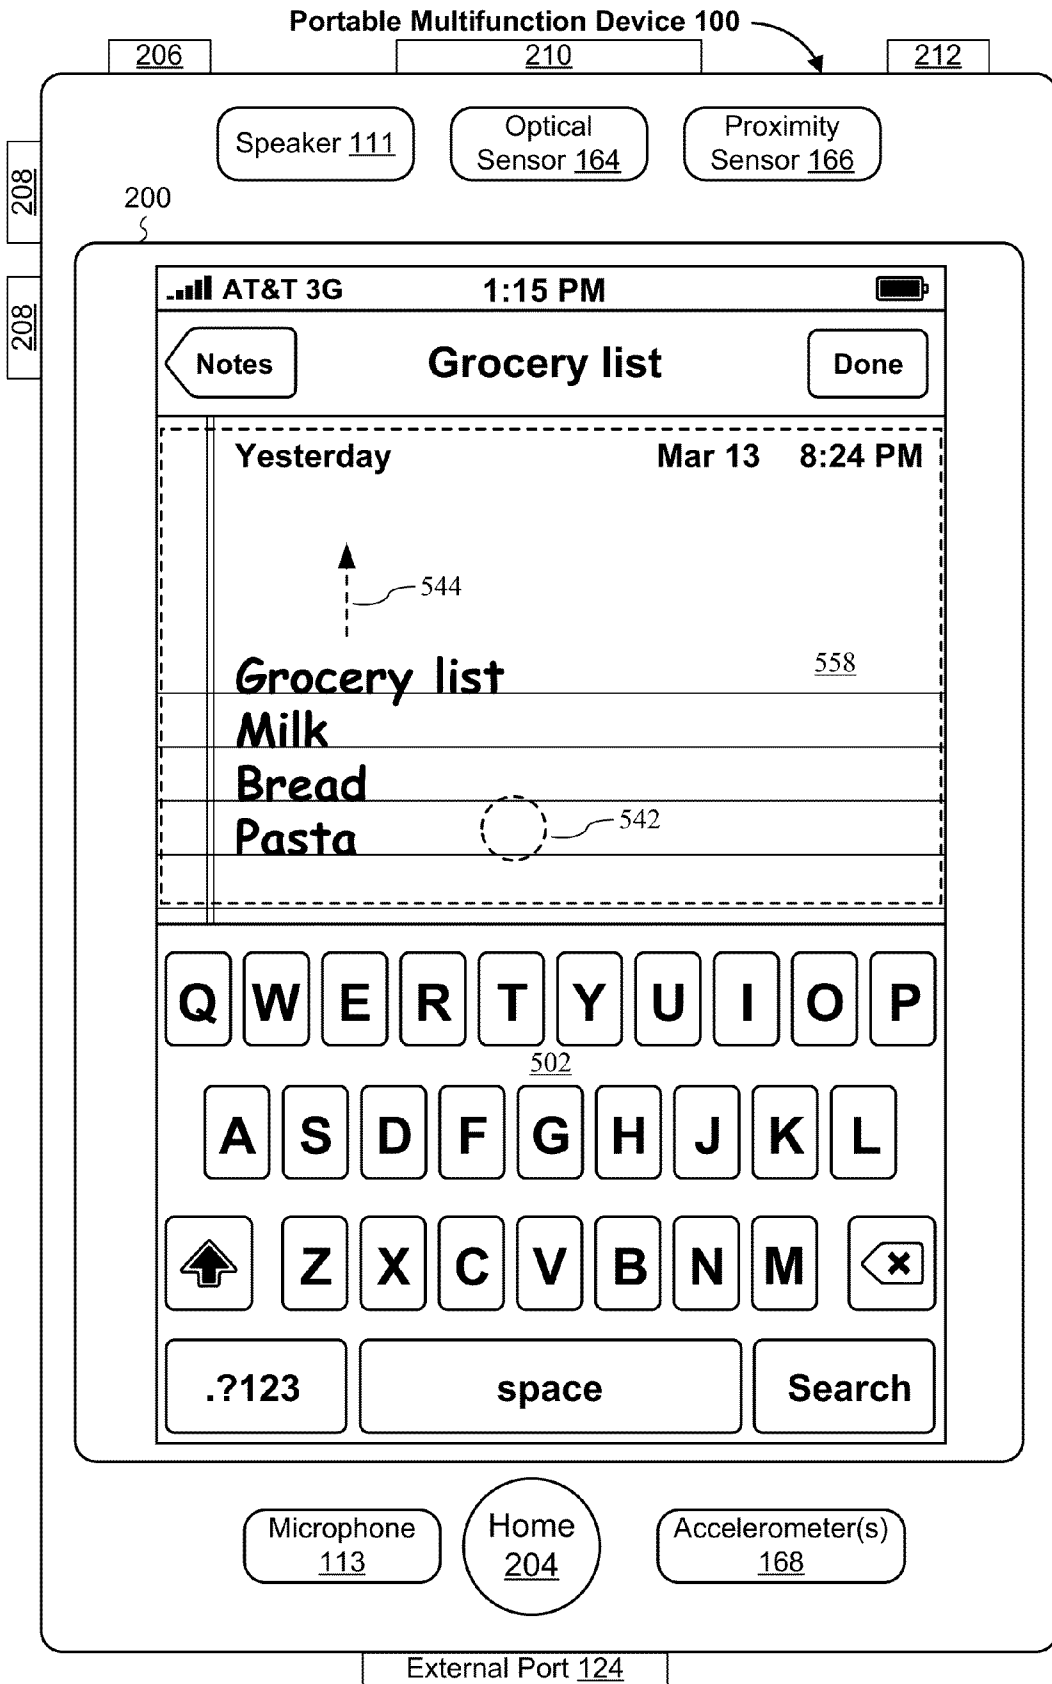 Portable Multifunction Device 100
206 210 212
Speaker 111
Optical Sensor 164
Proximity Sensor 166
208
200
208
AT&T 3G 1:15 PM
Notes Grocery list Done
Yesterday Mar 13 8:24 PM
544
Grocery list
558
Milk
Bread
Pasta
542
Q W E R T Y U I O P
502
A S D F G H J K L
Z X C V B N M
.?123 space Search
Microphone 113
Home 204
Accelerometer(s) 168
External Port 124